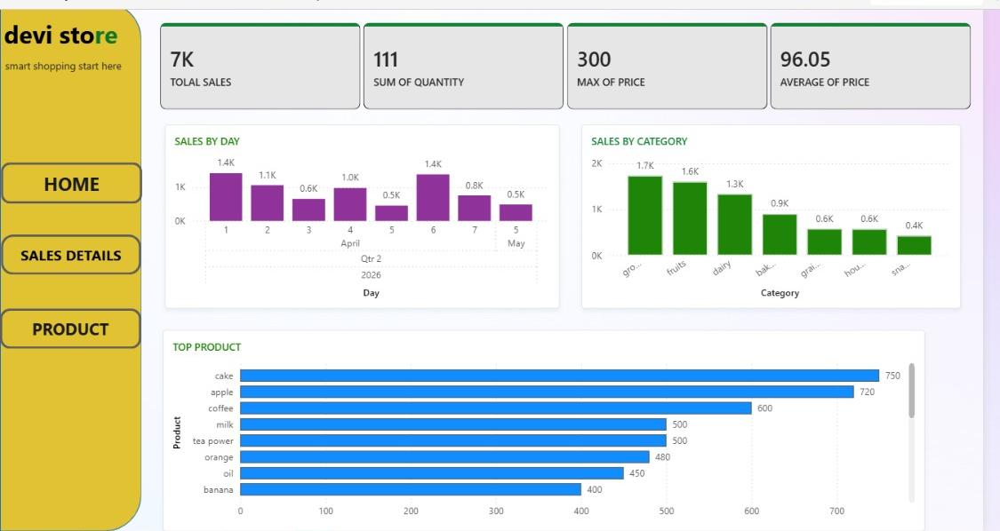 devi store
smart shopping start here
HOME
SALES DETAILS
PRODUCT
7K
TOLAL SALES
111
SUM OF QUANTITY
300
MAX OF PRICE
96.05
AVERAGE OF PRICE
SALES BY DAY
1.4K 1.1K 0.6K 1.0K 0.5K 1.4K 0.8K 0.5K
1K
0K
1 2 3 4 5 6 7 5
April May
Qtr 2
2026
Day
SALES BY CATEGORY
2K
1K
0K
1.7K 1.6K 1.3K 0.9K 0.6K 0.6K 0.4K
gro... fruits dairy bak... grai... hou... sna...
Category
TOP PRODUCT
Product
cake 750
apple 720
coffee 600
milk 500
tea power 500
orange 480
oil 450
banana 400
0 100 200 300 400 500 600 700